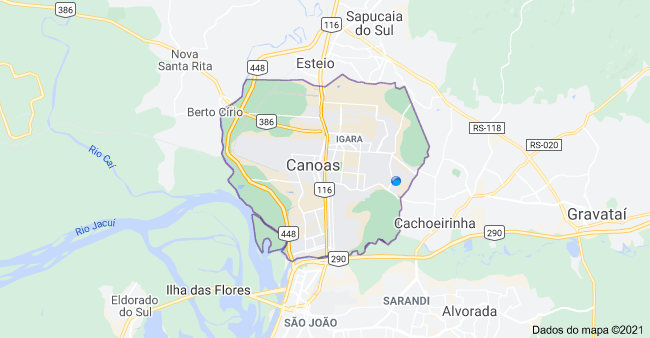 386
116
Sapucaia
do Sul
Nova
Santa Rita
448
Esteio
Berto Círio
386
RS-118
IGARA
RS-020
Rio Caí
Canoas
116
Gravataí
Cachoeirinha
Rio Jacuí
448
290
290
Ilha das Flores
Eldorado
do Sul
SARANDI
Alvorada
SÃO JOÃO
Dados do mapa ©2021